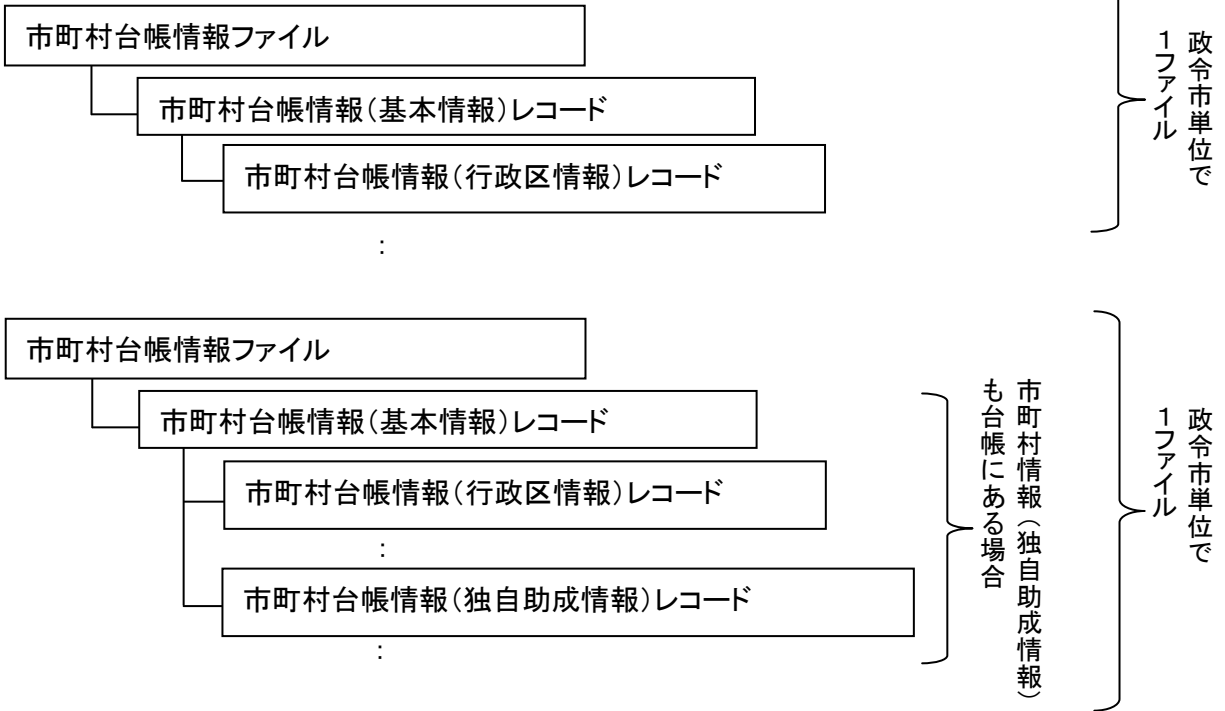 市町村台帳情報ファイル
市町村台帳情報（基本情報）レコード
市町村台帳情報（行政区情報）レコード
：
政令市単位で
１ファイル
市町村台帳情報ファイル
市町村台帳情報（基本情報）レコード
市町村台帳情報（行政区情報）レコード
：
市町村台帳情報（独自助成情報）レコード
：
市町村情報（独自助成情報）
も台帳にある場合
政令市単位で
１ファイル